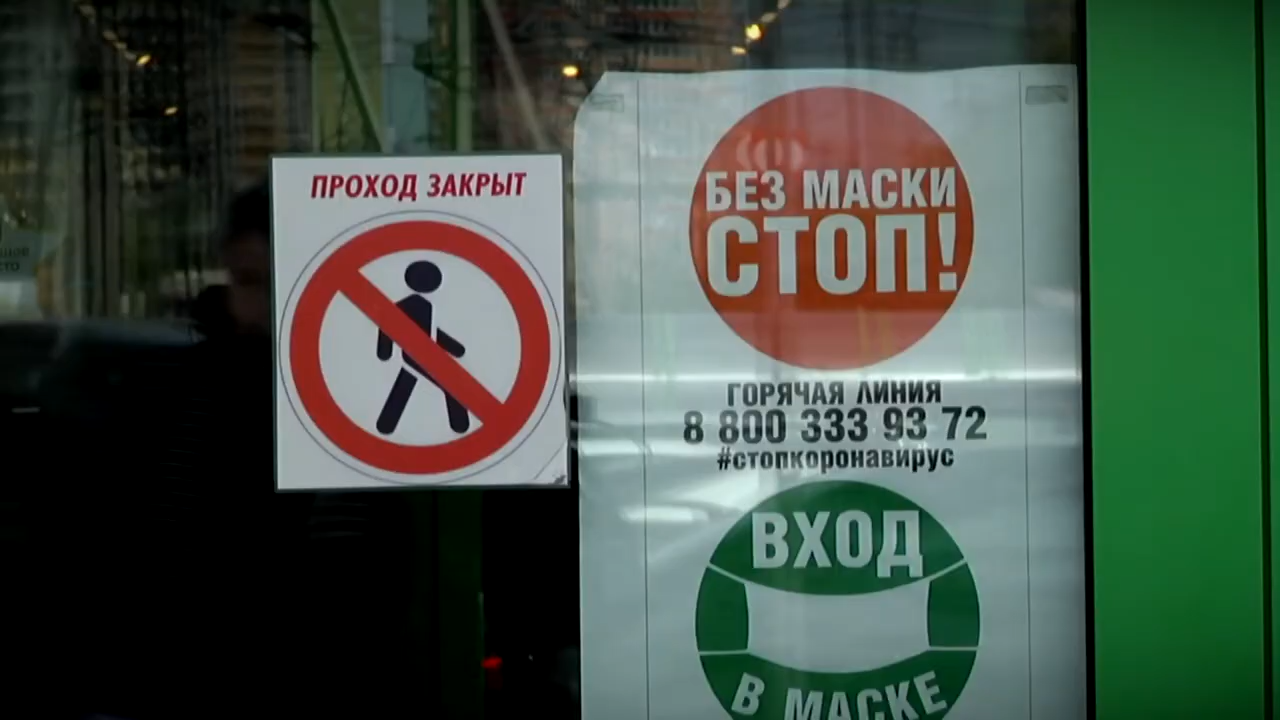 ПРОХОД ЗАКРЫТ
БЕЗ МАСКИ
СТОП!
ГОРЯЧАЯ ЛИНИЯ
8 800 333 93 72
#стопкоронавирус
ВХОД
В МАСКЕ